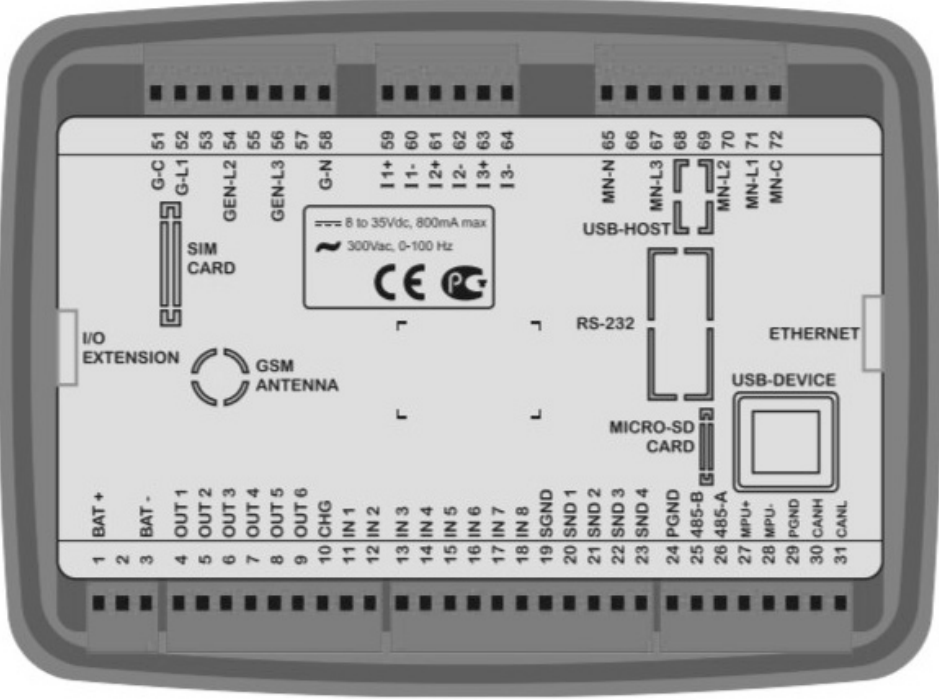 51 52 53 54 55 56 57 58 59 60 61 62 63 64 65 66 67 68 69 70 71 72
G-C G-L1 GEN-L2 GEN-L3 G-N I1+ I1- I2+ I2- I3+ I3- MN-N MN-L3 MN-L2 MN-L1 MN-C
USB-HOST
6 to 35Vdc, 800mA max
300Vac, 0-100 Hz
CE
SIM
CARD
RS-232
ETHERNET
I/O
EXTENSION
GSM
ANTENNA
USB-DEVICE
MICRO-SD
CARD
BAT + BAT - OUT 1 OUT 2 OUT 3 OUT 4 OUT 5 OUT 6 CHG IN 1 IN 2 IN 3 IN 4 IN 5 IN 6 IN 7 IN 8 SGND SND 1 SND 2 SND 3 SND 4 PGND 485-B 485-A MPU+ MPU- PGND CANH CANL
1 2 3 4 5 6 7 8 9 10 11 12 13 14 15 16 17 18 19 20 21 22 23 24 25 26 27 28 29 30 31